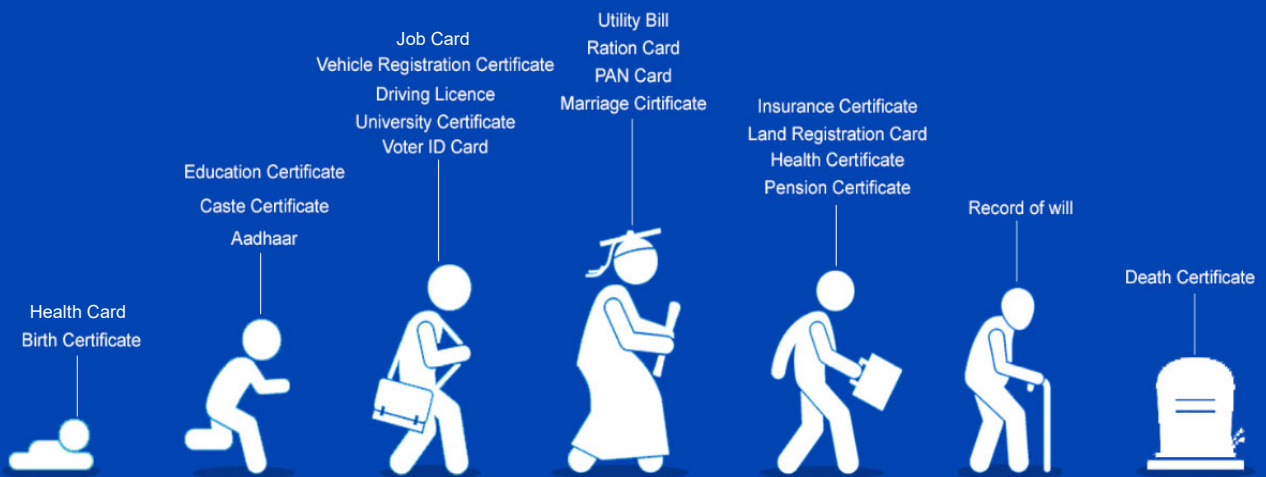 Health Card
Birth Certificate
Education Certificate
Caste Certificate
Aadhaar
Job Card
Vehicle Registration Certificate
Driving Licence
University Certificate
Voter ID Card
Utility Bill
Ration Card
PAN Card
Marriage Cirtificate
Insurance Certificate
Land Registration Card
Health Certificate
Pension Certificate
Record of will
Death Certificate